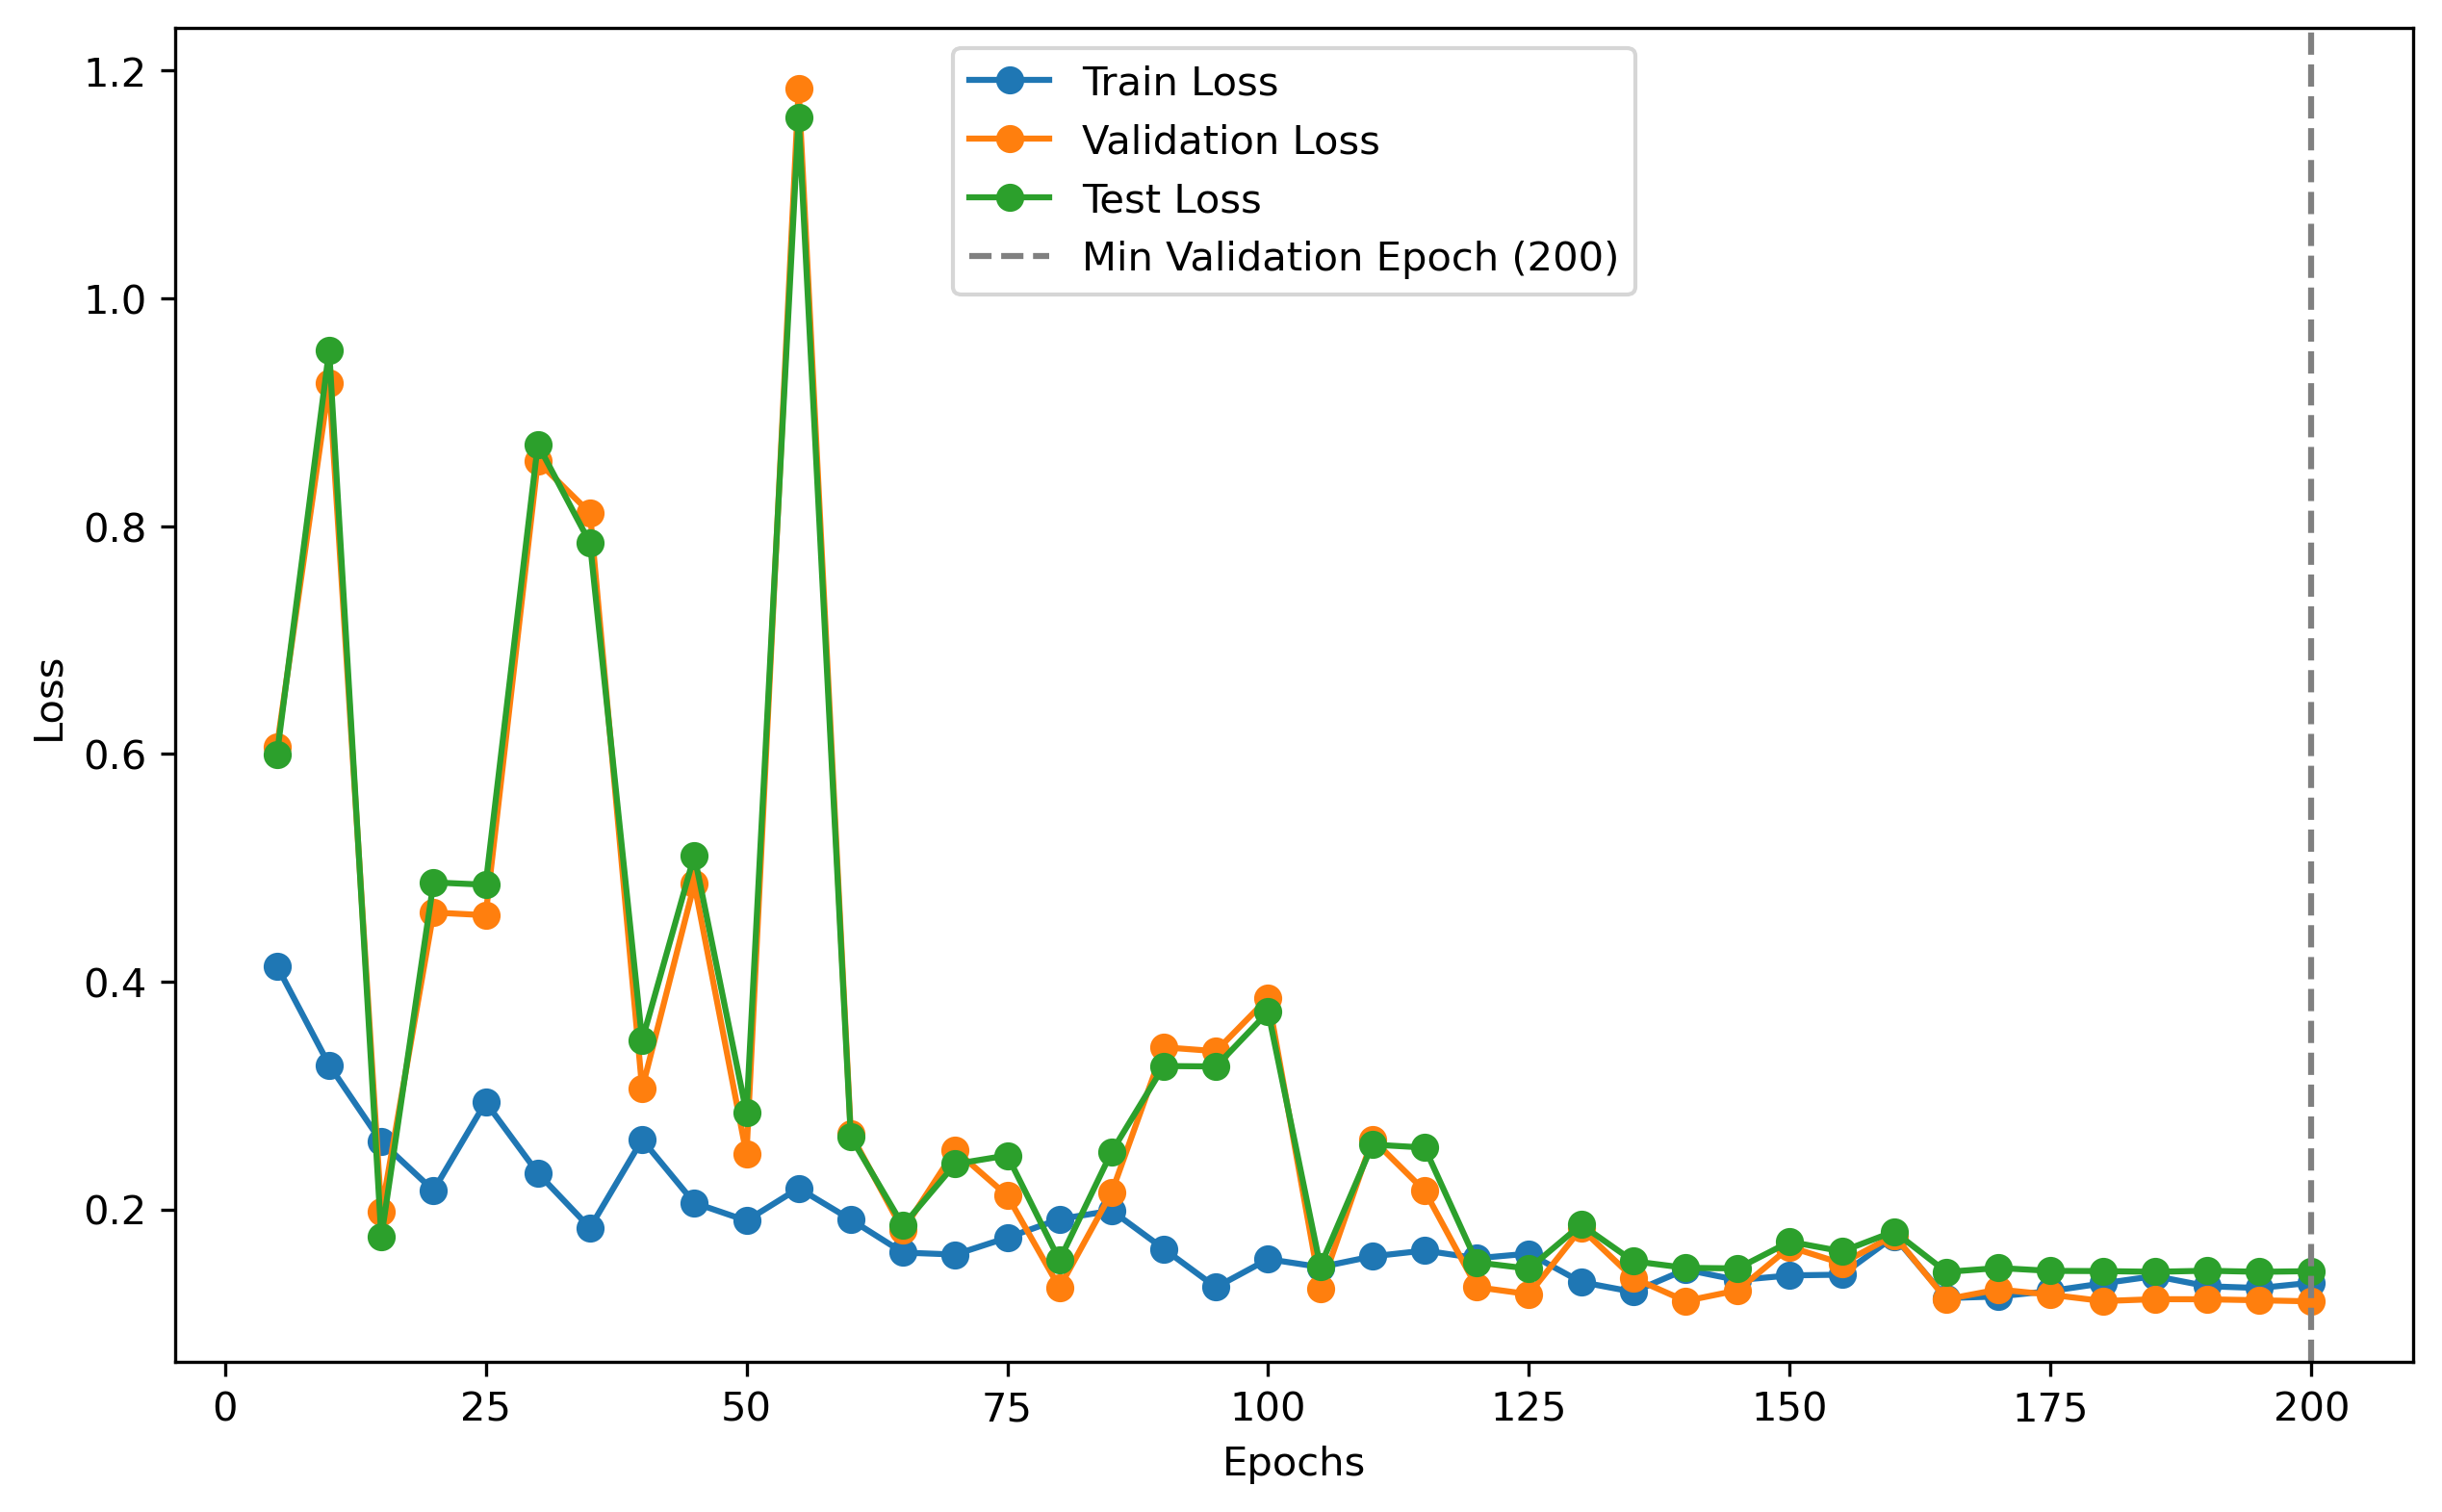 1.2
1.0
0.8
0.6
0.4
0.2
Loss
Train Loss
Validation Loss
Test Loss
Min Validation Epoch (200)
0 25 50 75 100 125 150 175 200
Epochs